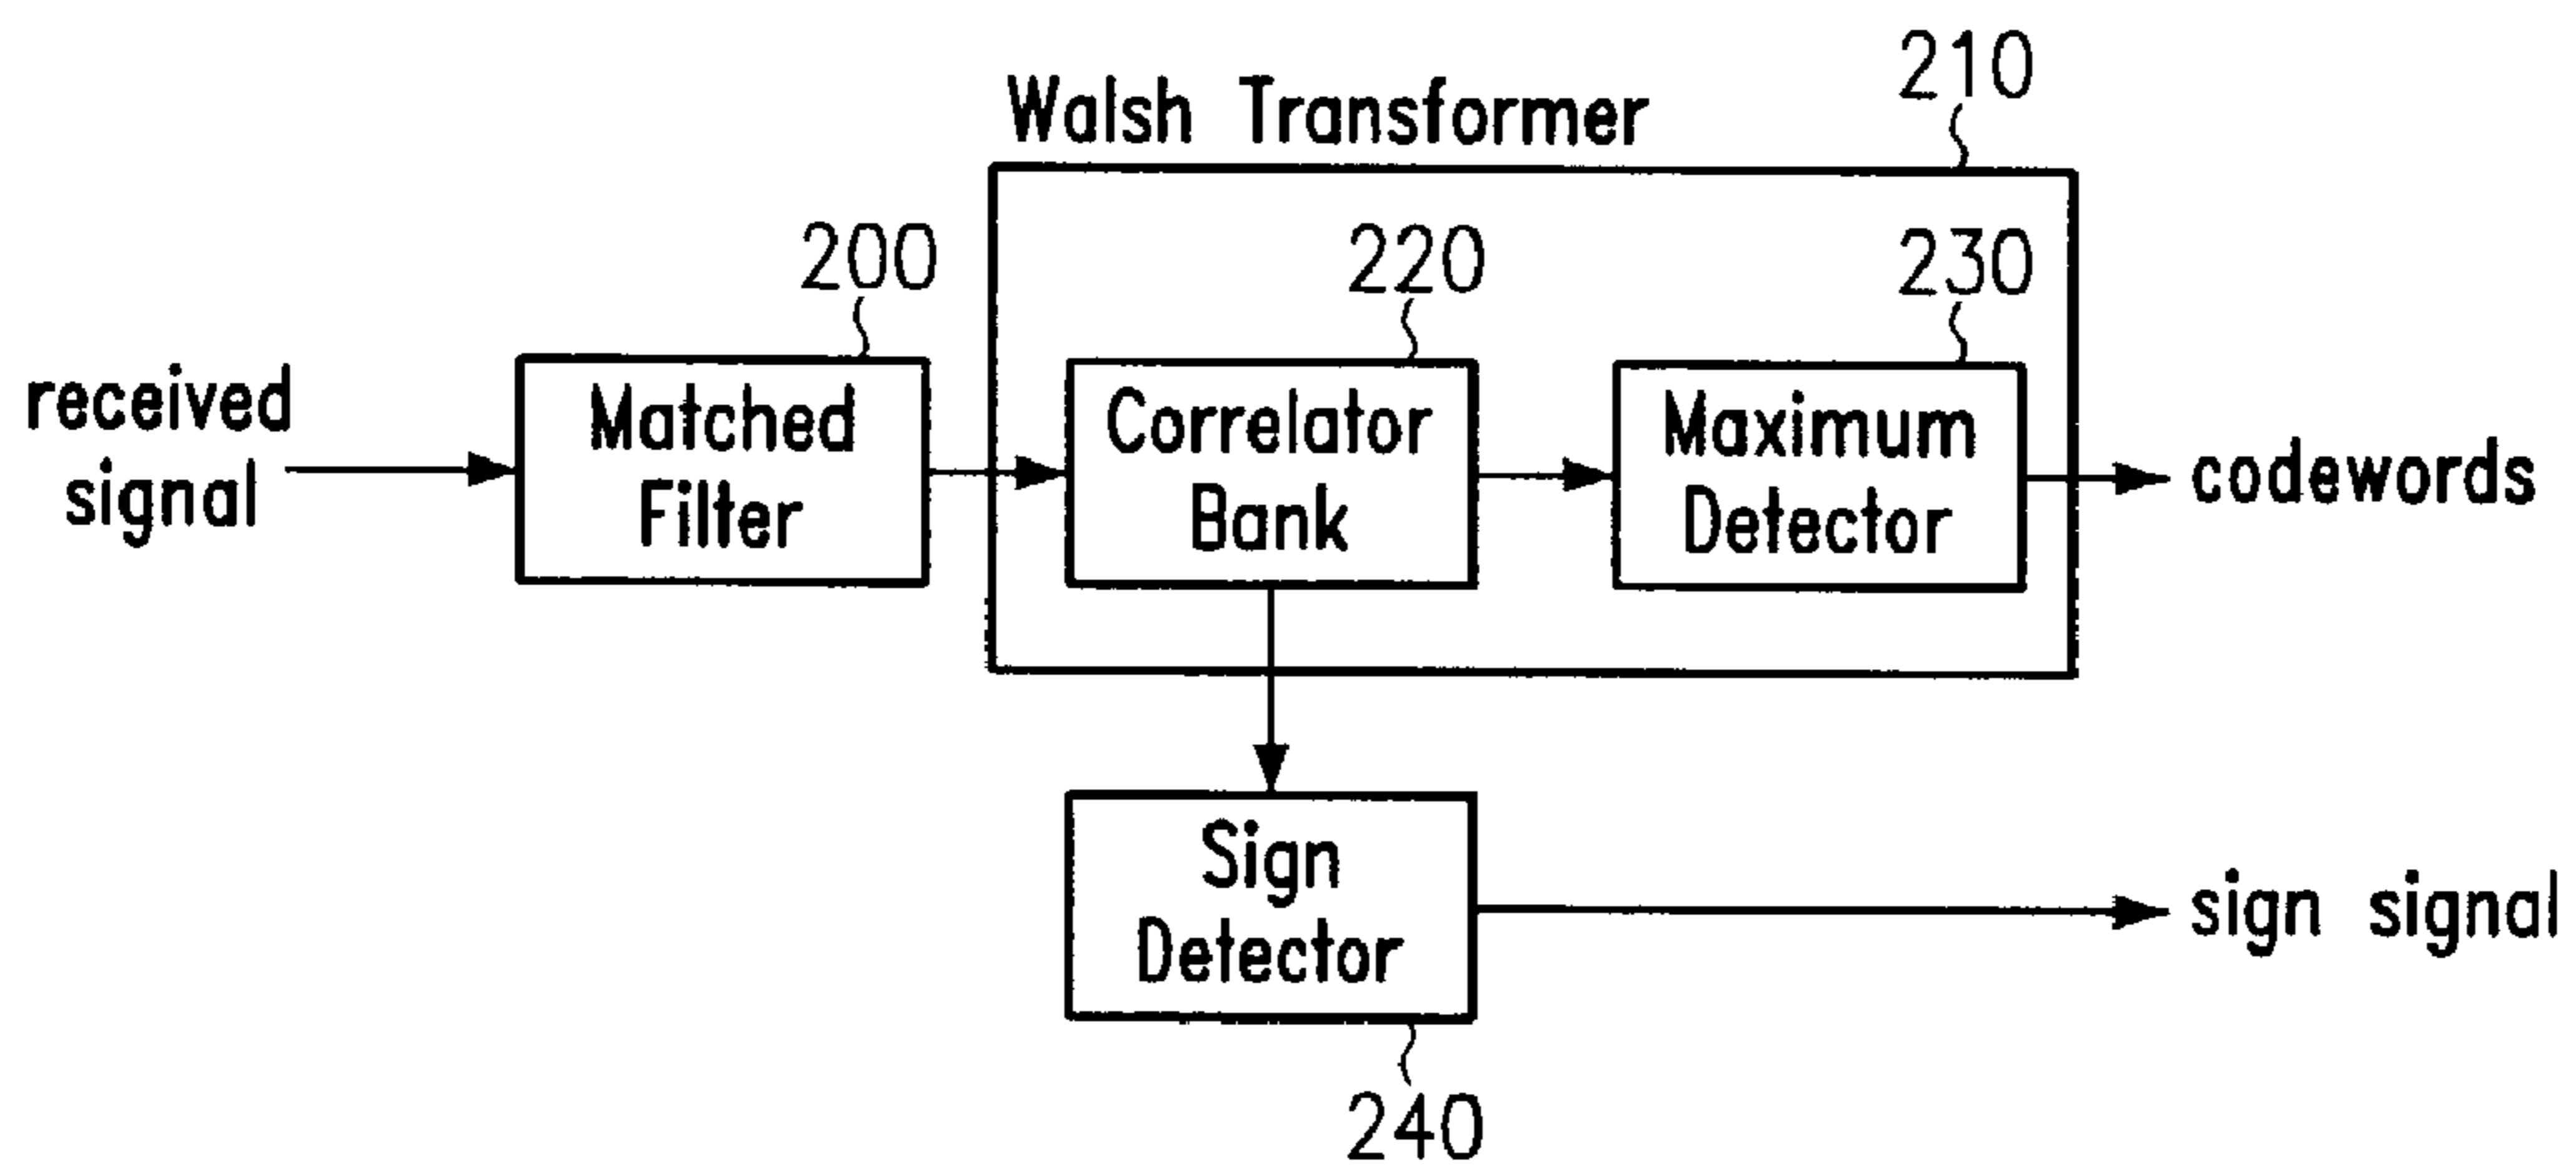 210
Walsh Transformer
200
220
230
received
signal
Matched
Filter
Correlator
Bank
Maximum
Detector
codewords
Sign
Detector
sign signal
240